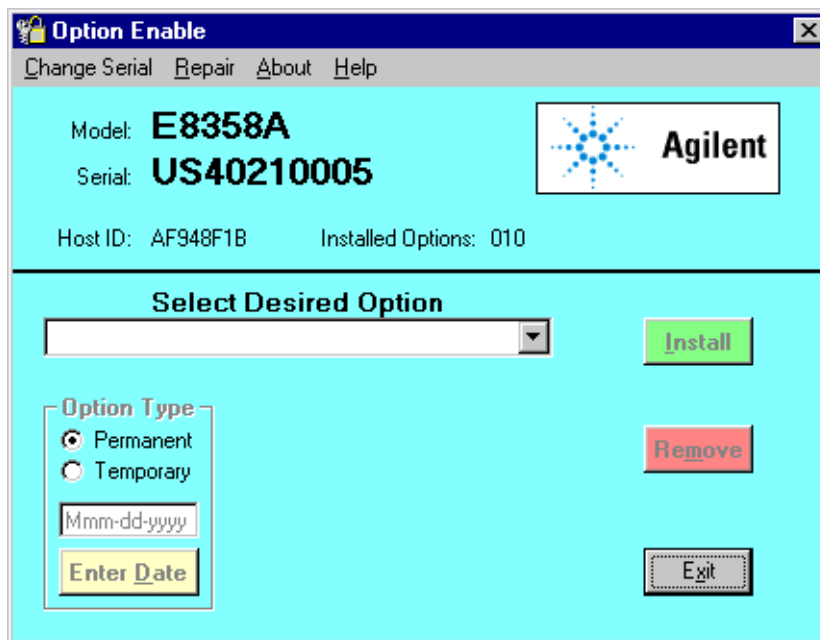 Option Enable
Change Serial Repair About Help
Model: E8358A
Agilent
Serial: US40210005
Host ID: AF948F1B Installed Options: 010
Select Desired Option
Install
Option Type
Permanent
Remove
Temporary
Mmm-dd-yyyy
Enter Date
Exit